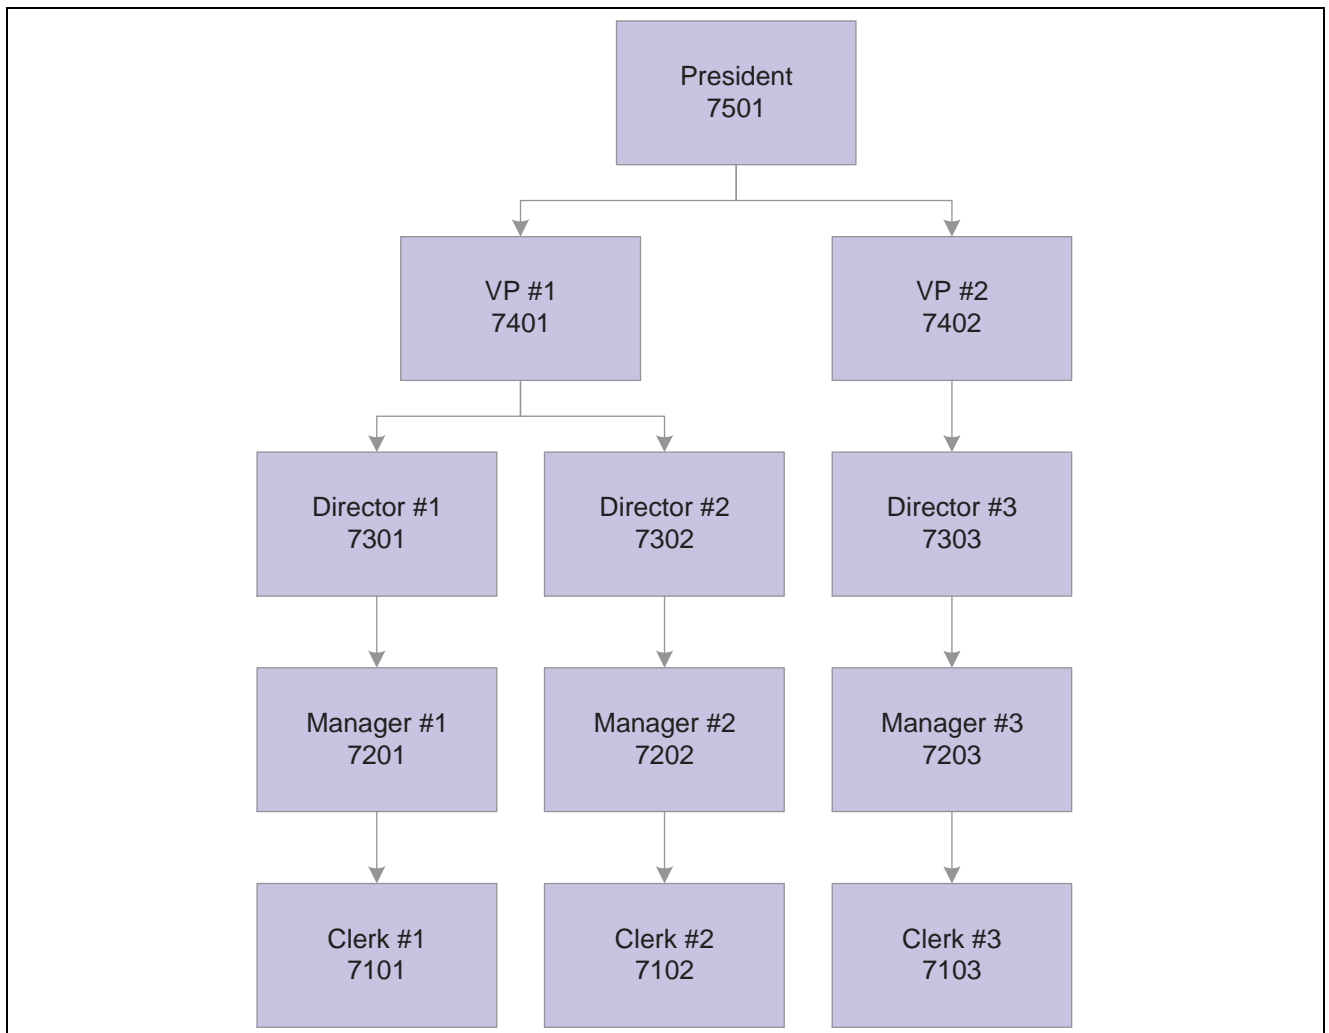 President
7501
VP #1
7401
VP #2
7402
Director #1
7301
Director #2
7302
Director #3
7303
Manager #1
7201
Manager #2
7202
Manager #3
7203
Clerk #1
7101
Clerk #2
7102
Clerk #3
7103